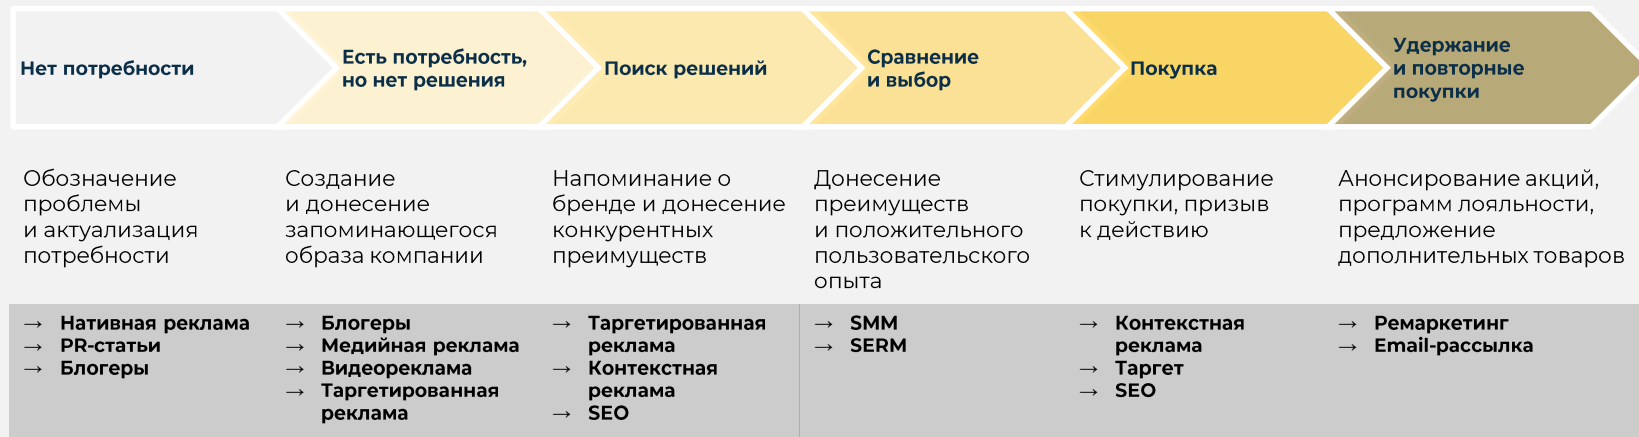 Нет потребности
Есть потребность,
но нет решения
Поиск решений
Сравнение
и выбор
Покупка
Удержание
и повторные
покупки
Обозначение
проблемы
и актуализация
потребности
Создание
и донесение
запоминающегося
образа компании
Напоминание о
бренде и донесение
конкурентных
преимуществ
Донесение
преимуществ
и положительного
пользовательского
опыта
Стимулирование
покупки, призыв
к действию
Анонсирование акций,
программ лояльности,
предложение
дополнительных товаров
→ Нативная реклама
→ PR-статьи
→ Блогеры
→ Блогеры
→ Медийная реклама
→ Видеореклама
→ Таргетированная
реклама
→ Таргетированная
реклама
→ Контекстная
реклама
→ SEO
→ SMM
→ SERM
→ Контекстная
реклама
→ Таргет
→ SEO
→ Ремаркетинг
→ Email-рассылка